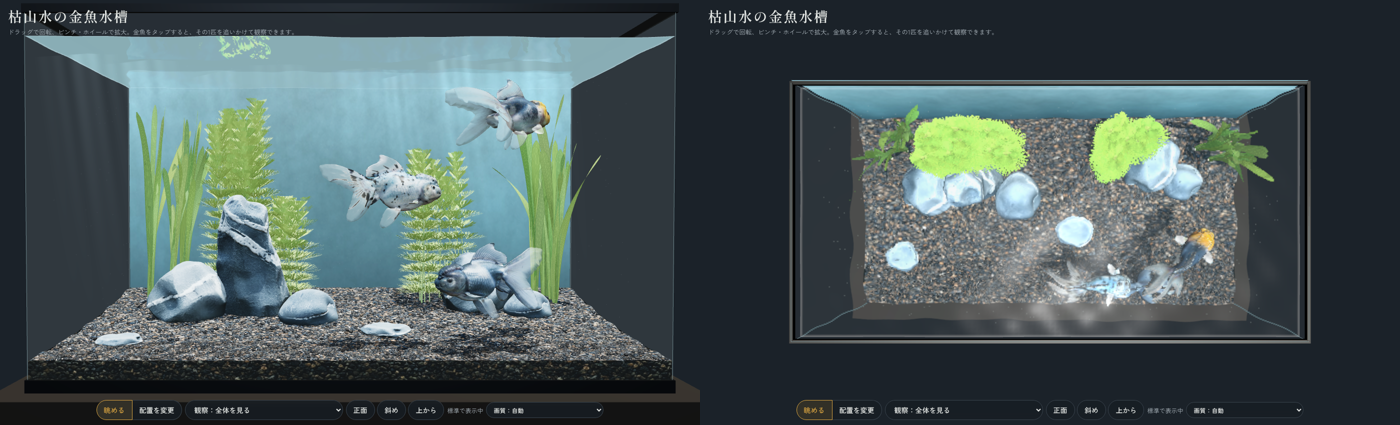 枯山水の金魚水槽
ドラッグで回転、ピンチ・ホイールで拡大。金魚をタップすると、その1匹を追いかけて観察できます。
眺める 配置を変更 観察：全体を見る 正面 斜め 上から 標準で表示中 画質：自動
枯山水の金魚水槽
ドラッグで回転、ピンチ・ホイールで拡大。金魚をタップすると、その1匹を追いかけて観察できます。
眺める 配置を変更 観察：全体を見る 正面 斜め 上から 標準で表示中 画質：自動